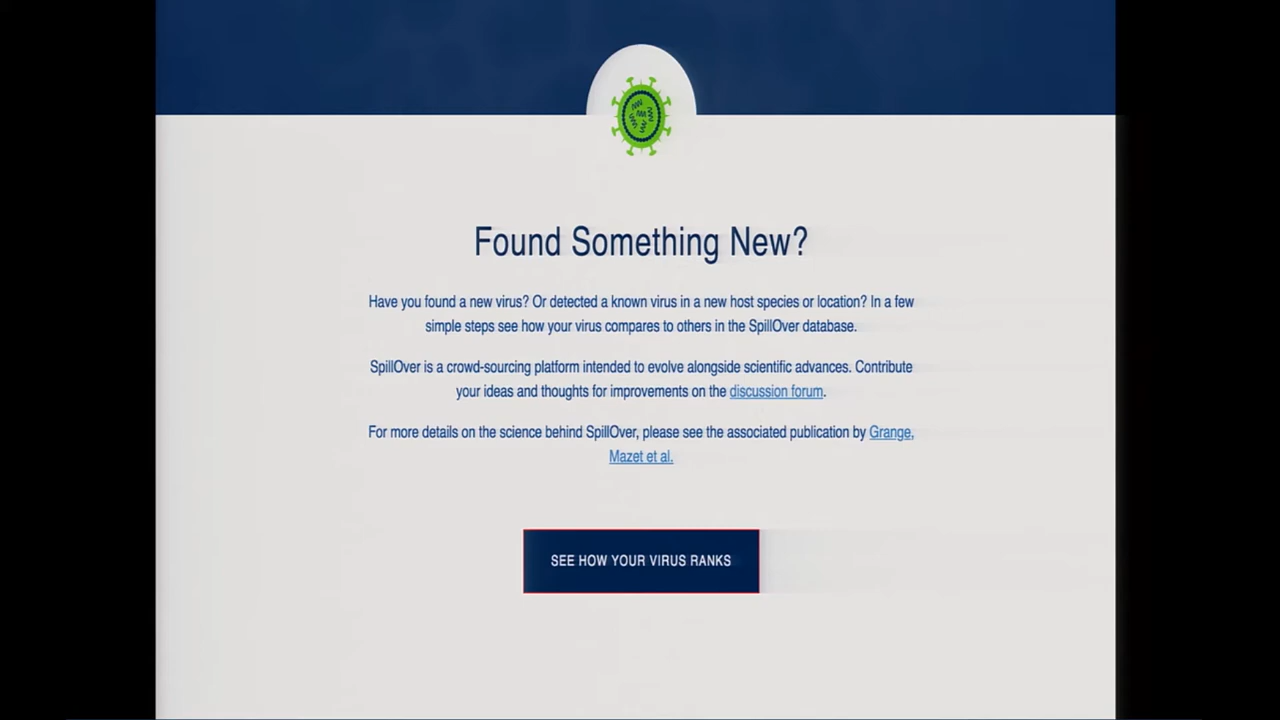 Found Something New?
Have you found a new virus? Or detected a known virus in a new host species or location? In a few
simple steps see how your virus compares to others in the SpillOver database.
SpillOver is a crowd-sourcing platform intended to evolve alongside scientific advances. Contribute
your ideas and thoughts for improvements on the discussion forum.
For more details on the science behind SpillOver, please see the associated publication by Grange,
Mazet et al.
SEE HOW YOUR VIRUS RANKS